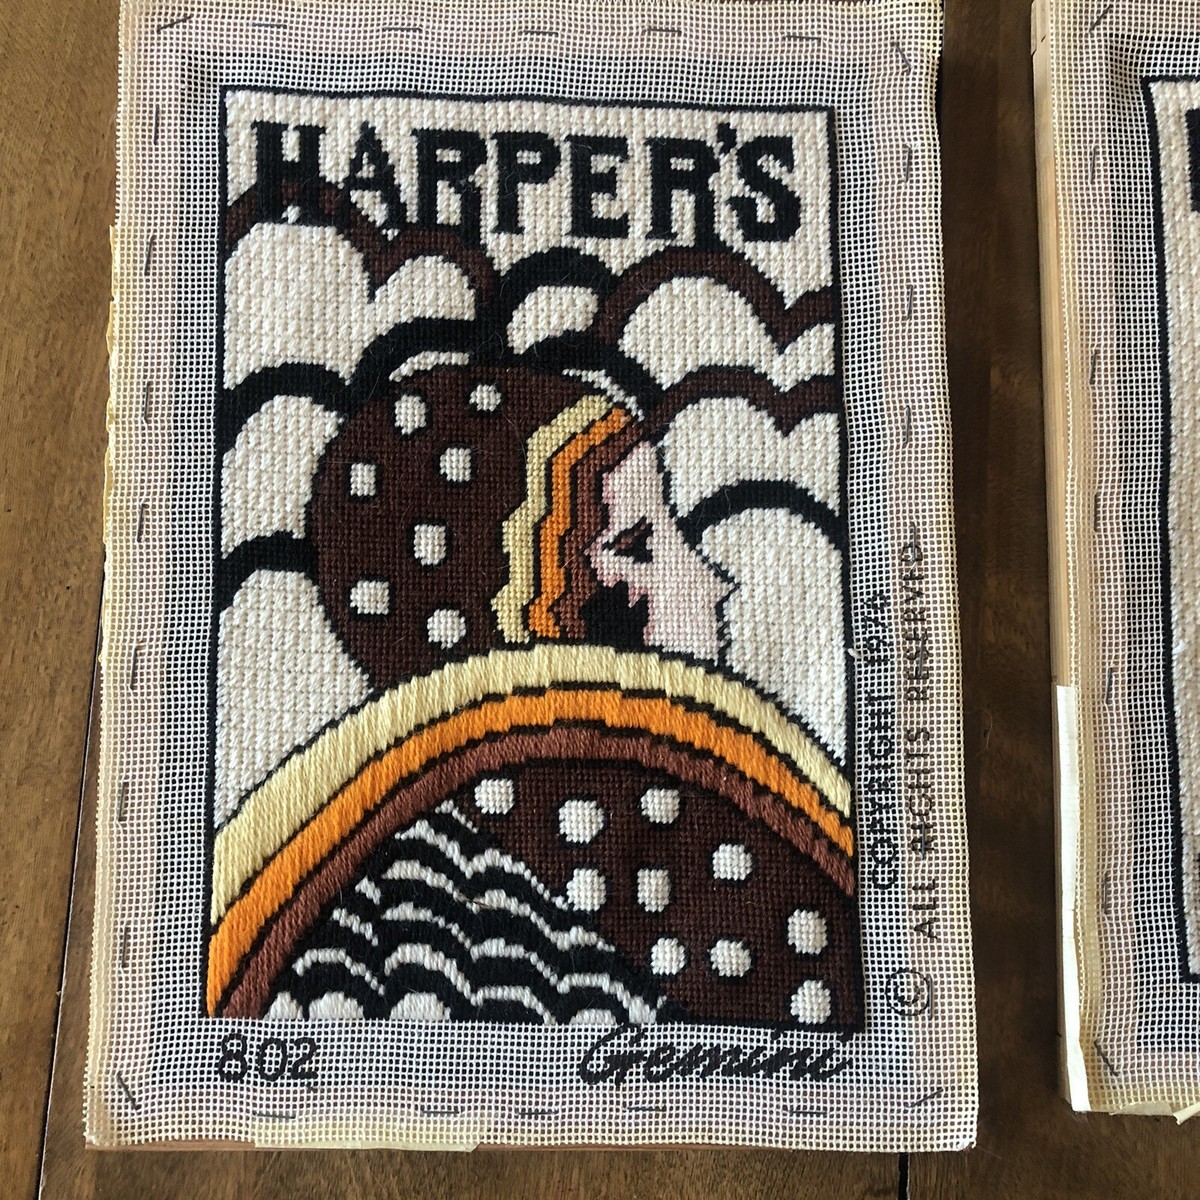 HARPER'S
802
Gemini
COPYRIGHT 1974
© ALL RIGHTS RESERVED